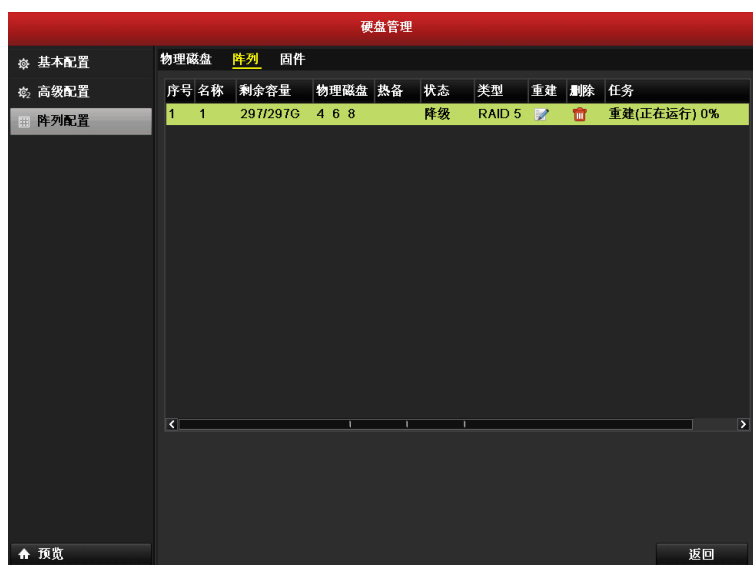 硬盘管理
基本配置
高级配置
阵列配置
物理磁盘 阵列 固件
序号 名称 剩余容量 物理磁盘 热备 状态 类型 重建 删除 任务
1 1 297/297G 4 6 8 降级 RAID 5 重建(正在运行) 0%
预览
返回